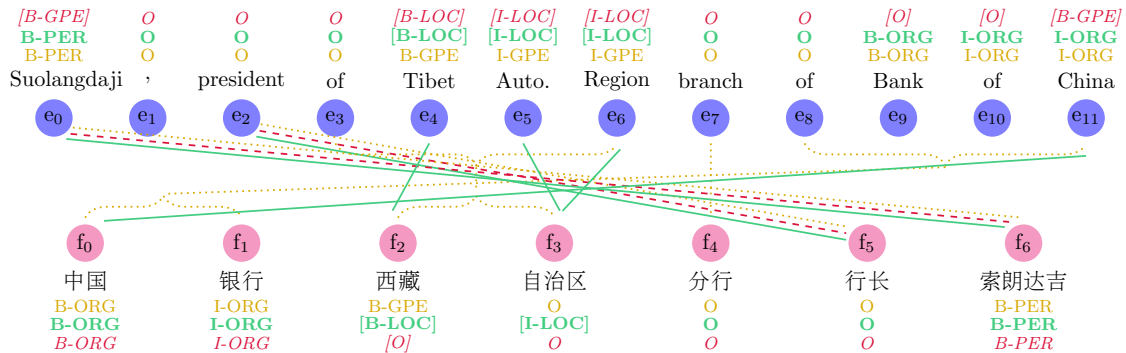 [B-GPE] O O O [B-LOC] [I-LOC] [I-LOC] O O [O] [O] [B-GPE]
B-PER O O O [B-LOC] [I-LOC] [I-LOC] O O B-ORG I-ORG I-ORG
B-PER O O O B-GPE I-GPE I-GPE O O B-ORG I-ORG I-ORG
Suolangdaji , president of Tibet Auto. Region branch of Bank of China
e0 e1 e2 e3 e4 e5 e6 e7 e8 e9 e10 e11
f0 f1 f2 f3 f4 f5 f6
中国 银行 西藏 自治区 分行 行长 索朗达吉
B-ORG I-ORG B-GPE O O O B-PER
B-ORG I-ORG [B-LOC] [I-LOC] O O B-PER
B-ORG I-ORG [O] O O O B-PER